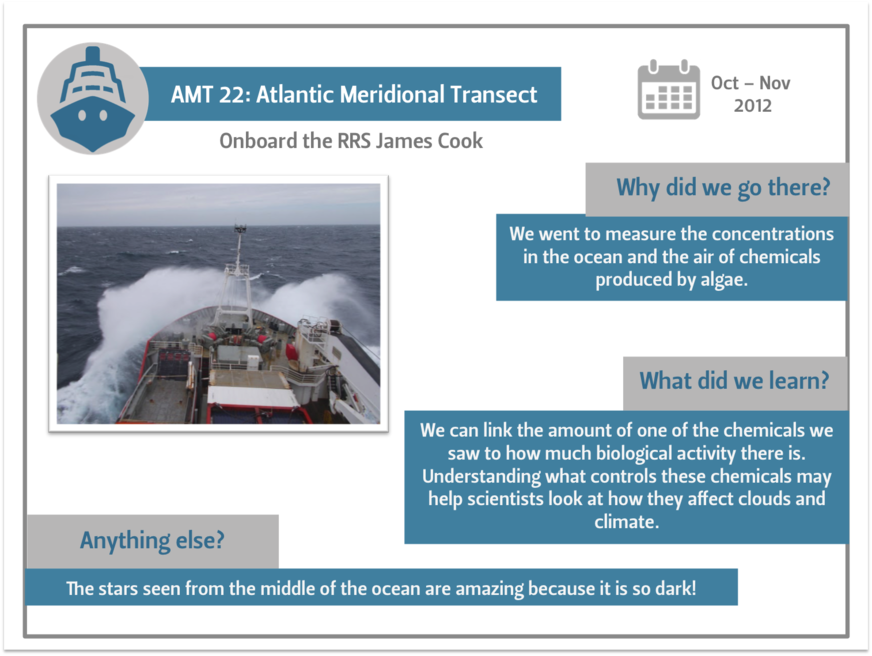 AMT 22: Atlantic Meridional Transect
Oct – Nov
2012
Onboard the RRS James Cook
Why did we go there?
We went to measure the concentrations
in the ocean and the air of chemicals
produced by algae.
What did we learn?
We can link the amount of one of the chemicals we
saw to how much biological activity there is.
Understanding what controls these chemicals may
help scientists look at how they affect clouds and
climate.
Anything else?
The stars seen from the middle of the ocean are amazing because it is so dark!